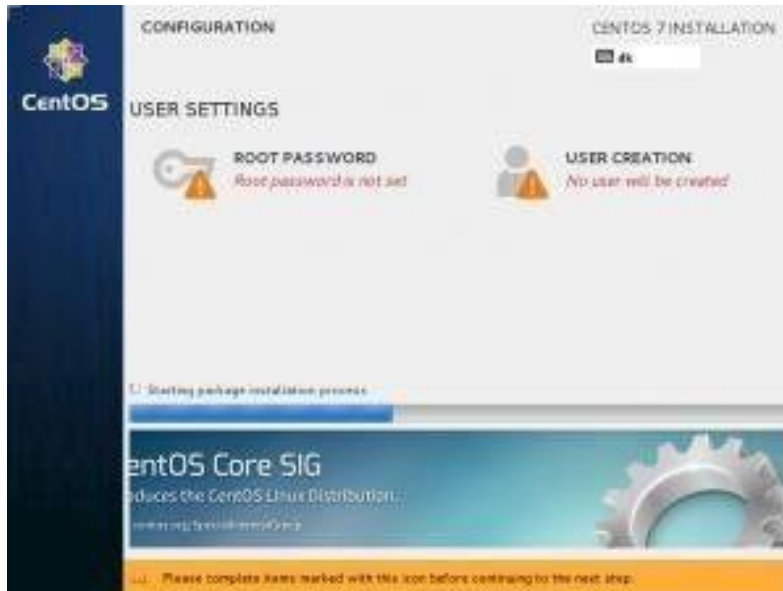 CONFIGURATION
CENTOS 7 INSTALLATION
dk
CentOS
USER SETTINGS
ROOT PASSWORD
Root password is not set
USER CREATION
No user will be created
Starting package installation process
entOS Core SIG
oduces the CentOS Linux Distribution.
Please complete items marked with this icon before continuing to the next step.